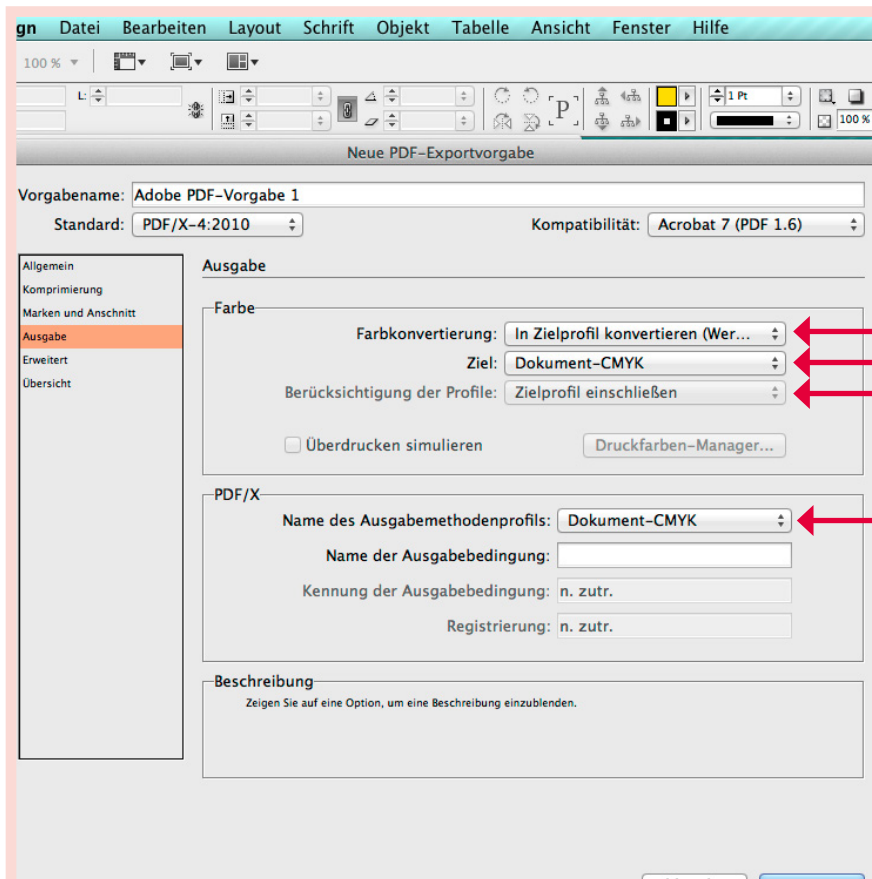 gn Datei Bearbeiten Layout Schrift Objekt Tabelle Ansicht Fenster Hilfe
100 %
L: 1 Pt
P 100 %
Neue PDF-Exportvorgabe
Vorgabename: Adobe PDF-Vorgabe 1
Standard: PDF/X-4:2010 Kompatibilität: Acrobat 7 (PDF 1.6)
Allgemein
Komprimierung
Marken und Anschnitt
Ausgabe
Erweitert
Übersicht
Ausgabe
Farbe
Farbkonvertierung: In Zielprofil konvertieren (Wer...
Ziel: Dokument-CMYK
Berücksichtigung der Profile: Zielprofil einschließen
Überdrucken simulieren Druckfarben-Manager...
PDF/X
Name des Ausgabemethodenprofils: Dokument-CMYK
Name der Ausgabebedingung:
Kennung der Ausgabebedingung: n. zutr.
Registrierung: n. zutr.
Beschreibung
Zeigen Sie auf eine Option, um eine Beschreibung einzublenden.